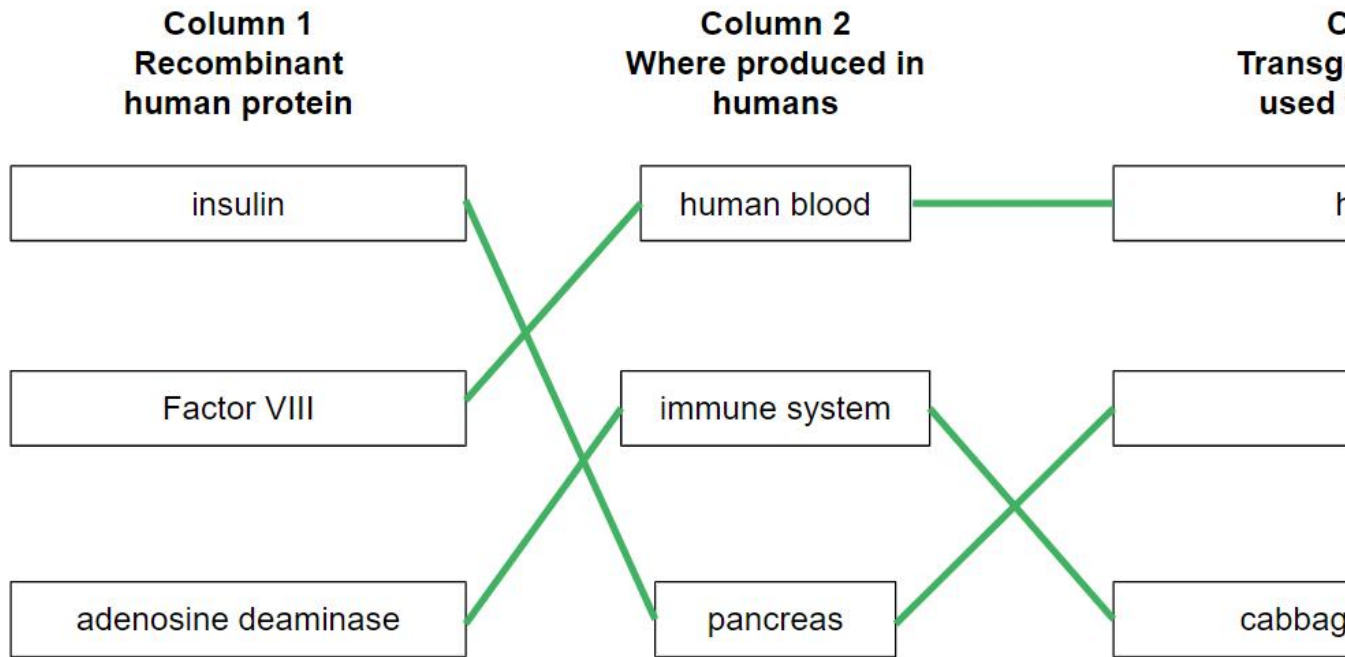 Column 1
Recombinant
human protein
Column 2
Where produced in
humans
used
insulin
human blood
Factor VIII
immune system
adenosine deaminase
pancreas